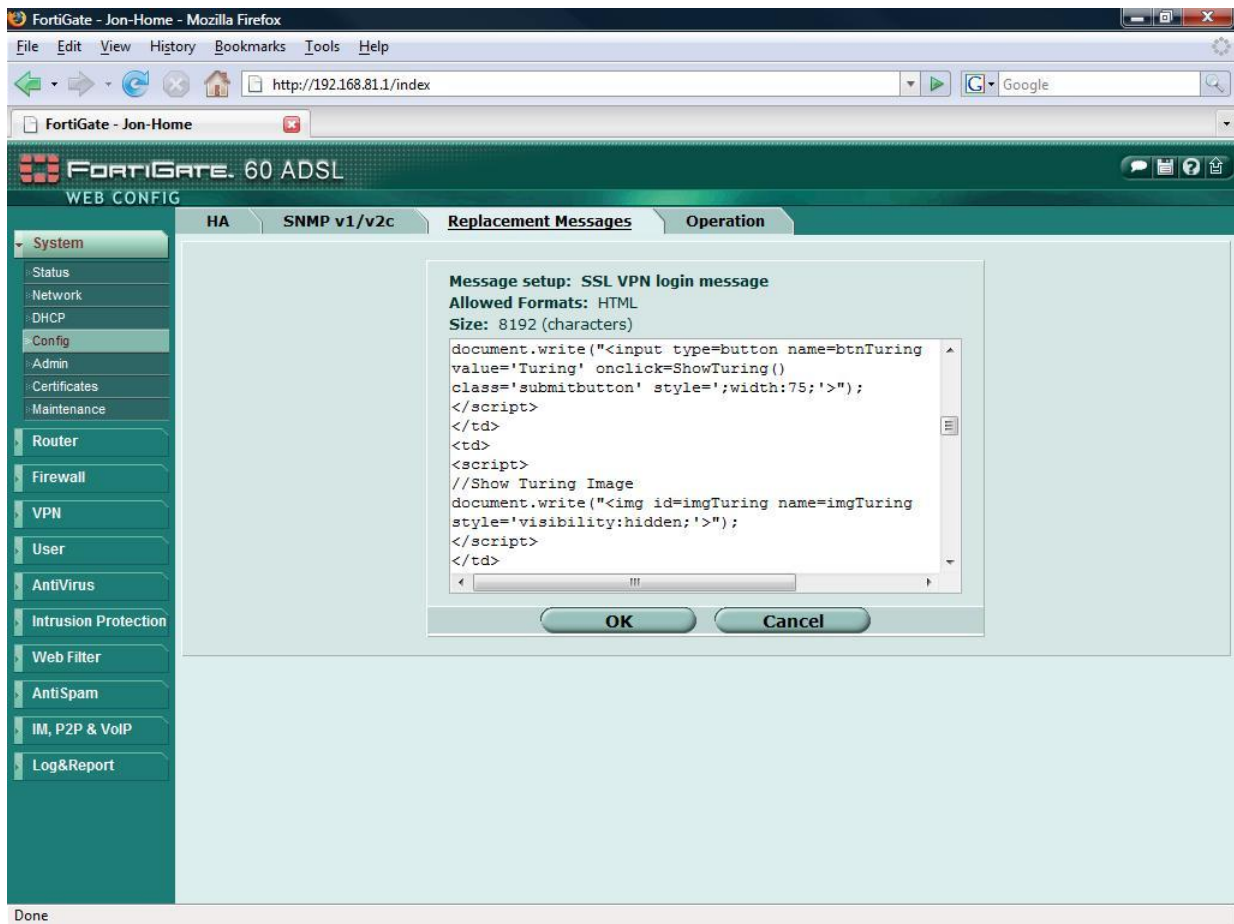 FortiGate - Jon-Home - Mozilla Firefox
File Edit View History Bookmarks Tools Help
http://192.168.81.1/index
G Google
FortiGate - Jon-Home
FORTIGATE. 60 ADSL
WEB CONFIG
HA SNMP v1/v2c Replacement Messages Operation
System
Status
Network
DHCP
Config
Admin
Certificates
Maintenance
Router
Firewall
VPN
User
AntiVirus
Intrusion Protection
Web Filter
AntiSpam
IM, P2P & VoIP
Log&Report
Message setup: SSL VPN login message
Allowed Formats: HTML
Size: 8192 (characters)
document.write("<input type=button name=btnTuring
value='Turing' onclick=ShowTuring()
class='submitbutton' style=';width:75;'>");
</script>
</td>
<td>
<script>
//Show Turing Image
document.write("<img id=imgTuring name=imgTuring
style='visibility:hidden;'>");
</script>
</td>
OK Cancel
Done